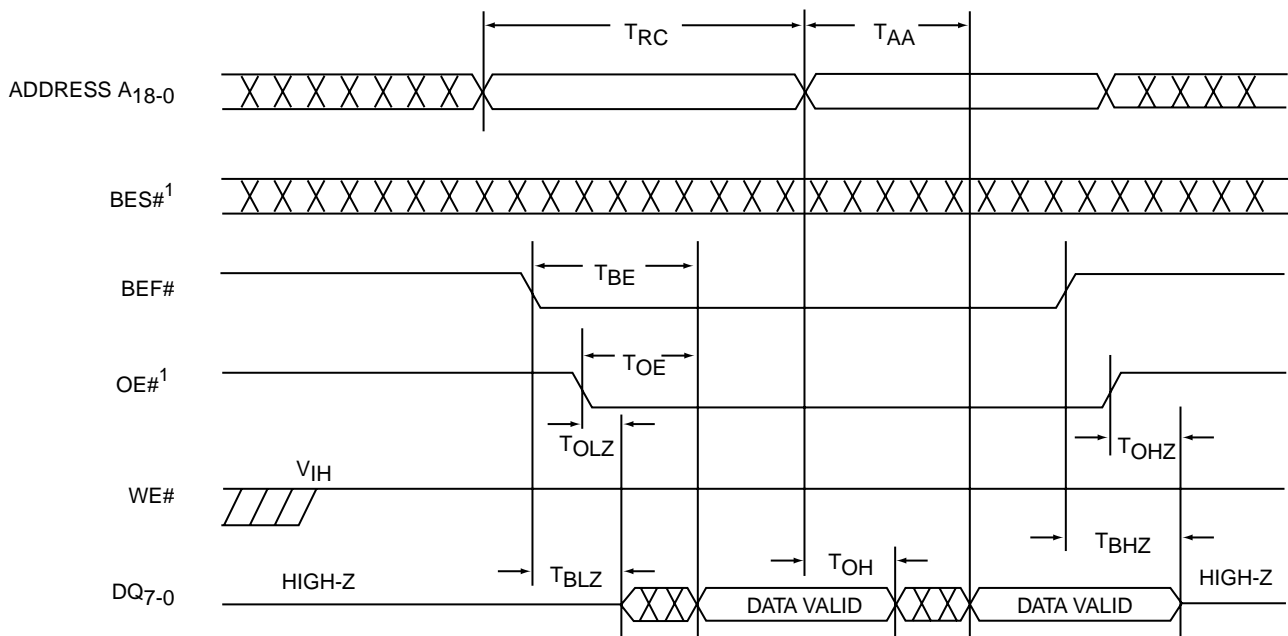 TRC TAA
ADDRESS A18-0
BES#1
TBE
BEF#
TOE
OE#1
TOLZ TOHZ
VIH
WE#
TBLZ TOH TBHZ
HIGH-Z HIGH-Z
DQ7-0 DATA VALID DATA VALID